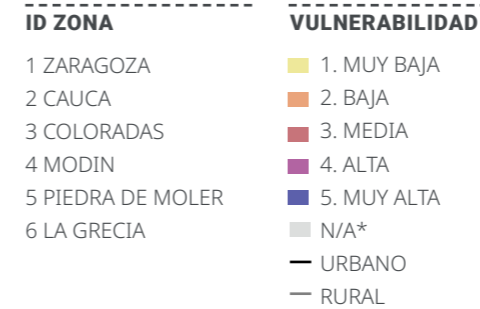 ID ZONA
1 ZARAGOZA
2 CAUCA
3 COLORADAS
4 MODIN
5 PIEDRA DE MOLER
6 LA GRECIA
VULNERABILIDAD
1. MUY BAJA
2. BAJA
3. MEDIA
4. ALTA
5. MUY ALTA
N/A*
URBANO
RURAL